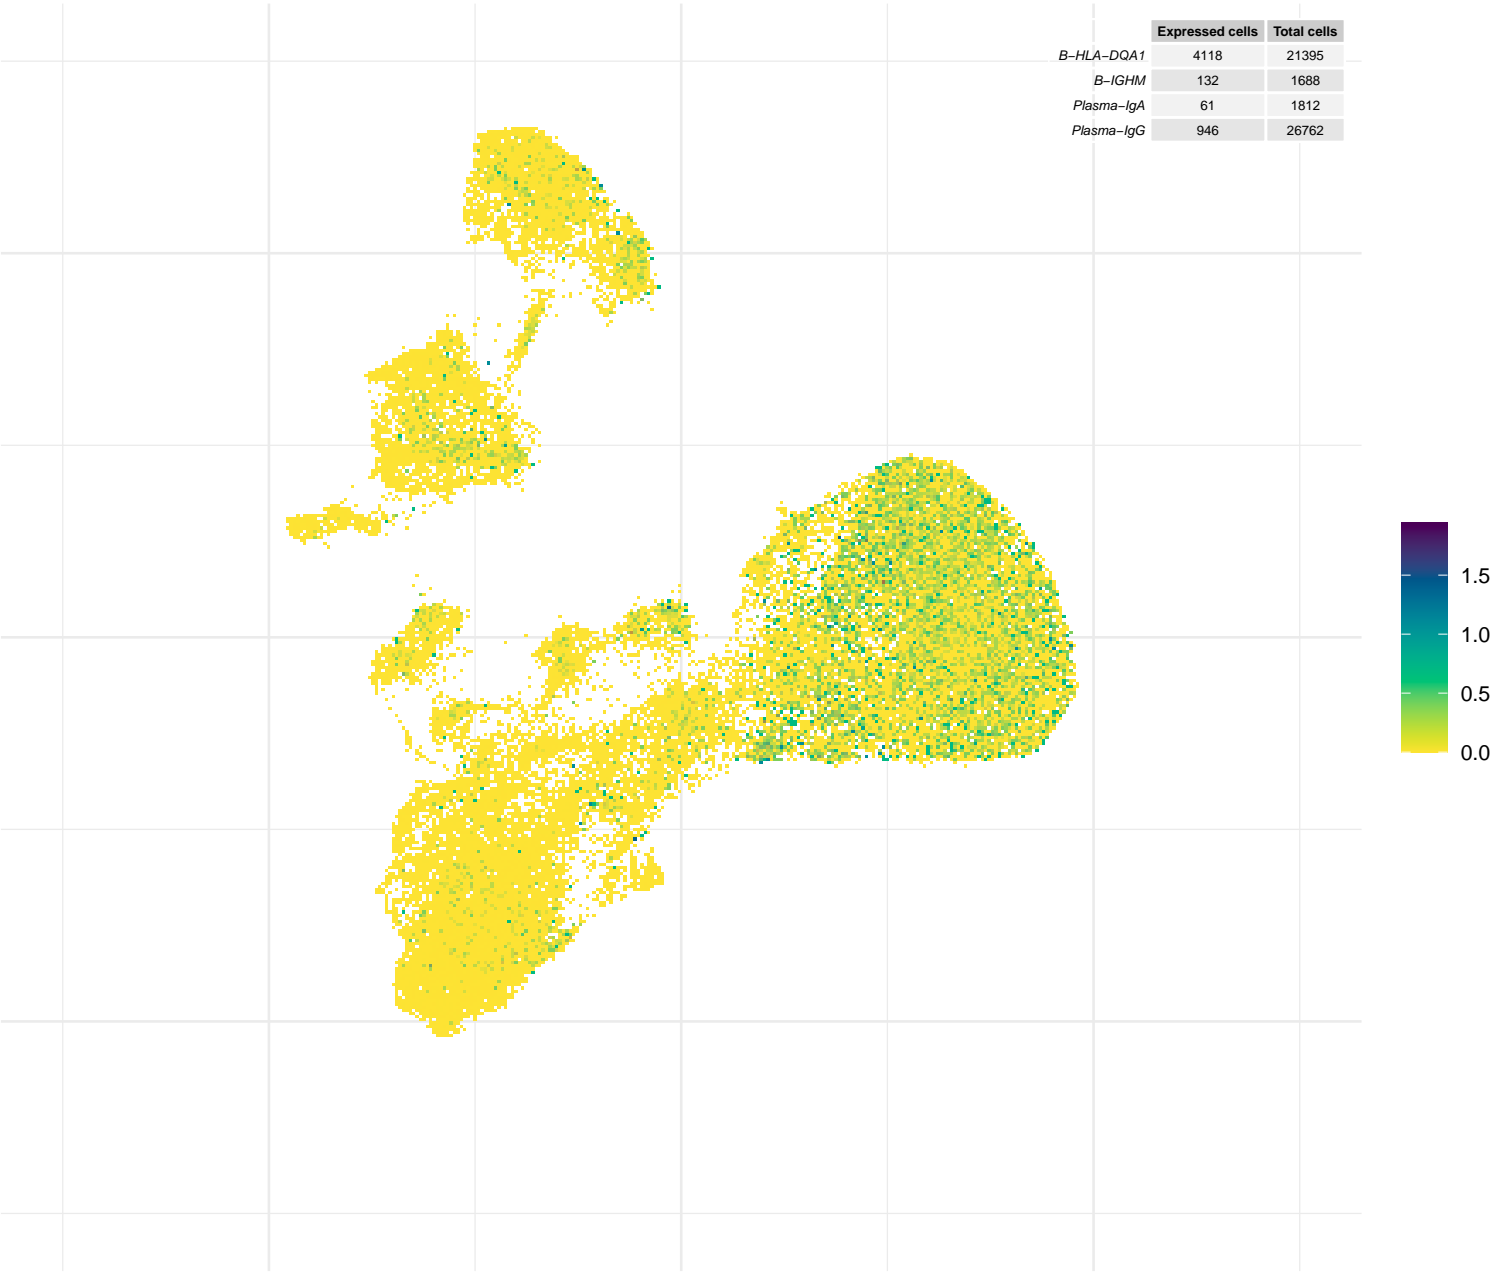 Expressed cells Total cells
B−HLA−DQA1 4118 21395
B−IGHM 132 1688
Plasma−IgA 61 1812
Plasma−IgG 946 26762
1.5
1.0
0.5
0.0